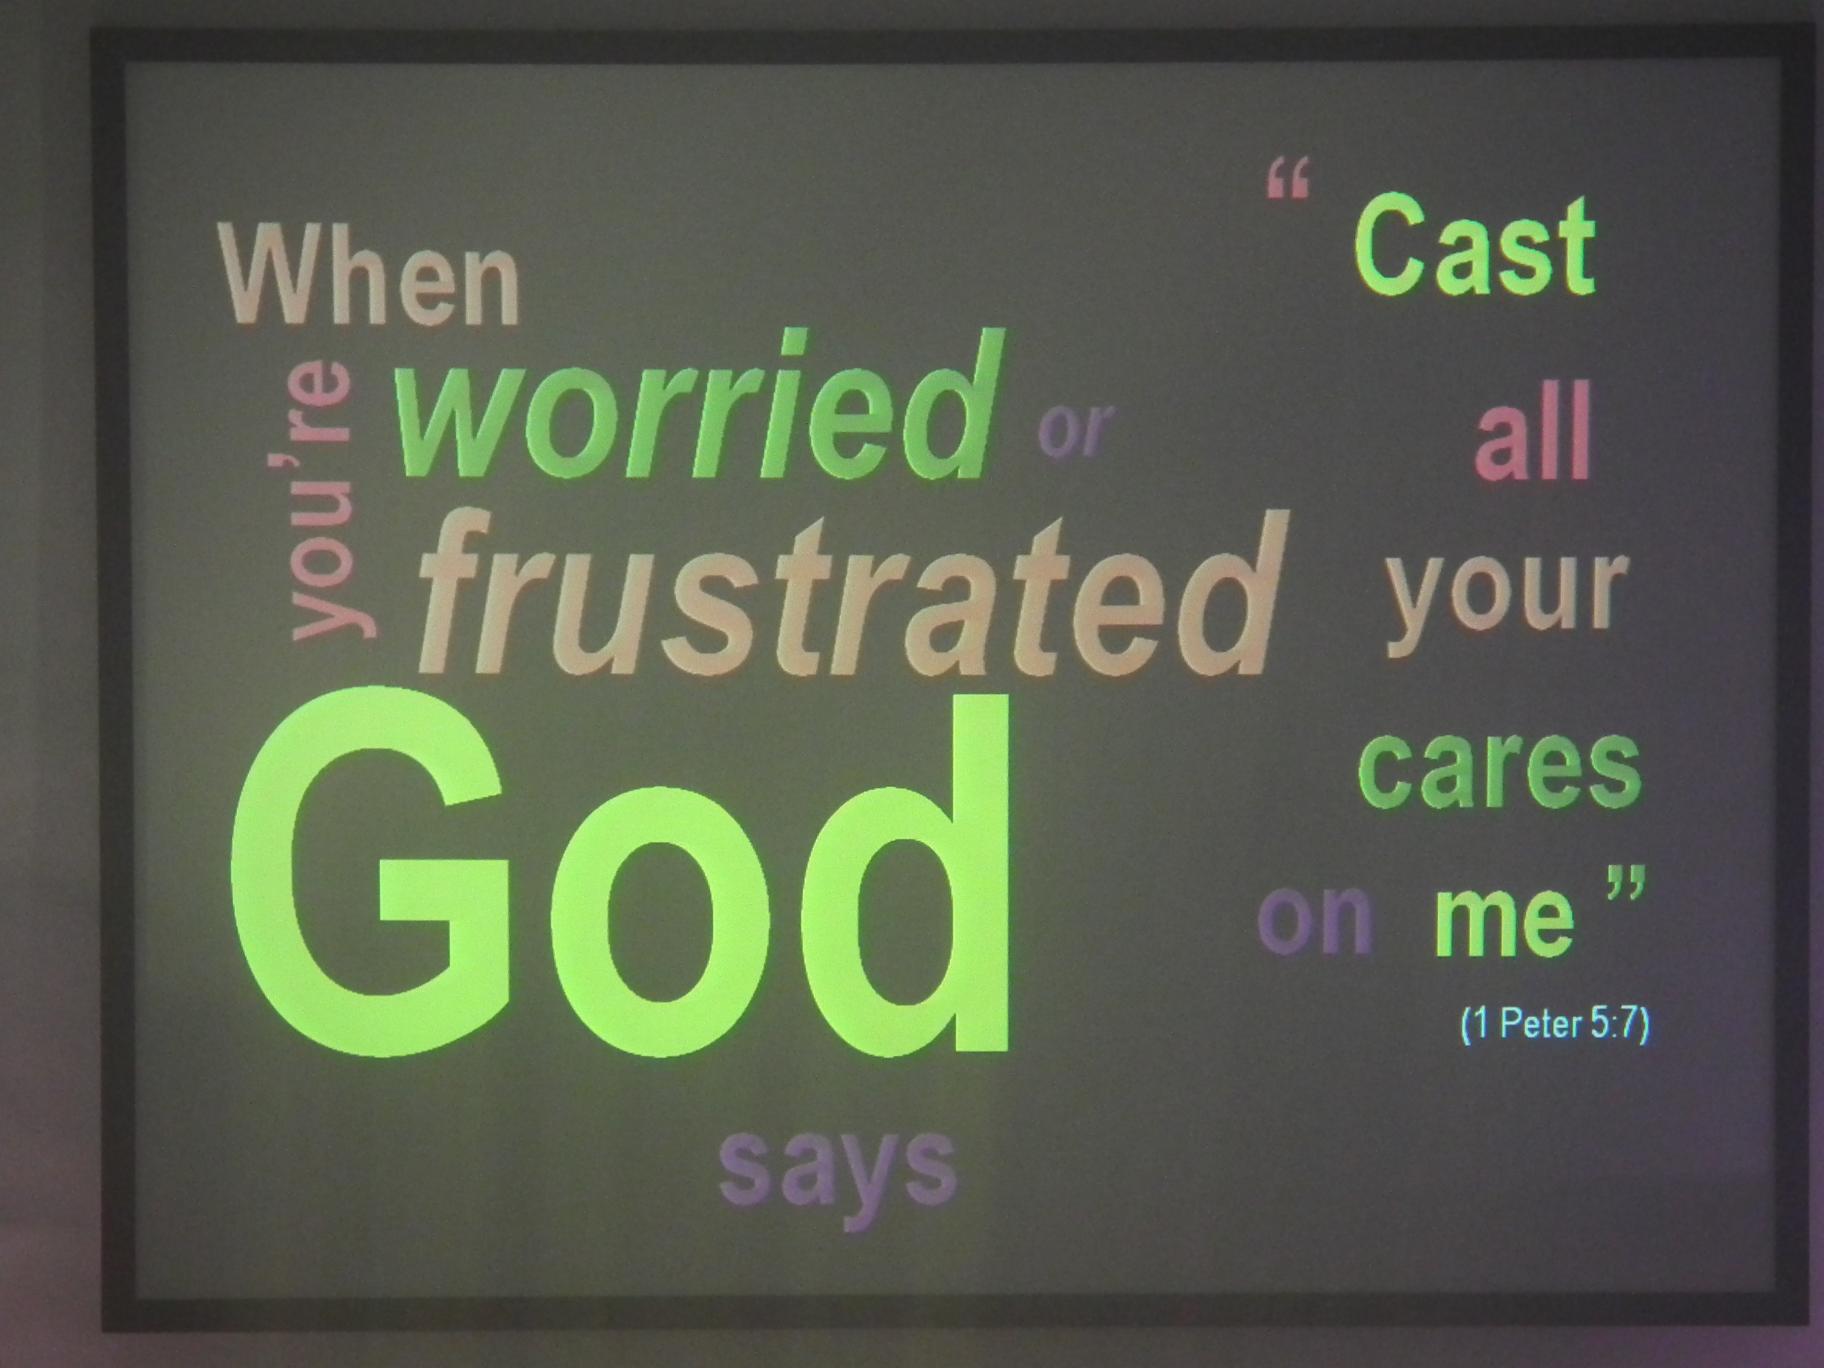 When
you're
worried or
frustrated
God
says
“ Cast
all
your
cares
on me ”
(1 Peter 5:7)